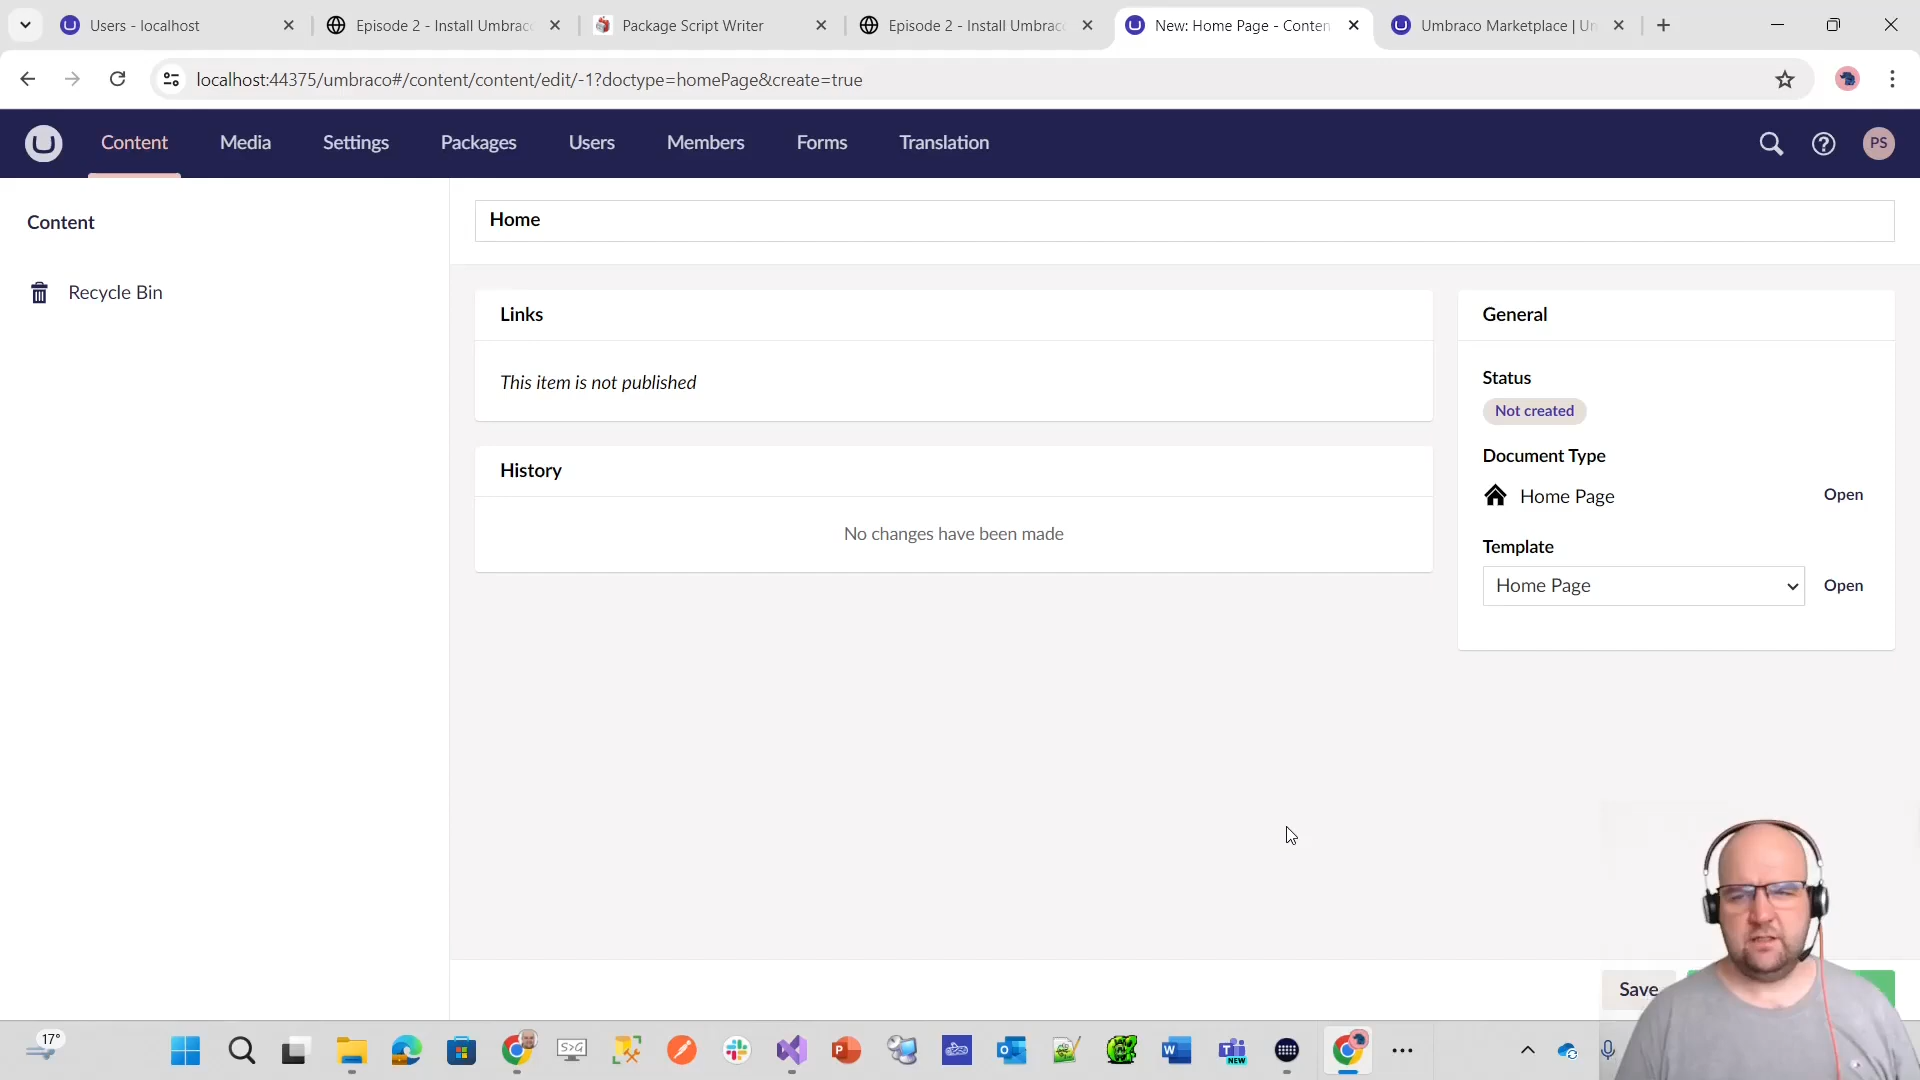 Users - localhost
Episode 2 - Install Umbraco
Package Script Writer
Episode 2 - Install Umbraco
New: Home Page - Conten
Umbraco Marketplace | Un
localhost:44375/umbraco#/content/content/edit/-1?doctype=homePage&create=true
Content
Media
Settings
Packages
Users
Members
Forms
Translation
PS
Content
Recycle Bin
Home
Links
This item is not published
History
No changes have been made
General
Status
Not created
Document Type
Home Page
Open
Template
Home Page
Open
Save
17°
S>G
NEW